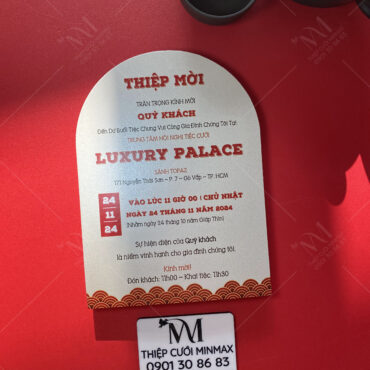 THIỆP MỜI
TRÂN TRỌNG KÍNH MỜI
QUÝ KHÁCH
Đến Dự Buổi Tiệc Chung Vui Cùng Gia Đình Chúng Tôi Tại
TRUNG TÂM HỘI NGHỊ TIỆC CƯỚI
LUXURY PALACE
SẢNH TOPAZ
171 Nguyễn Thái Sơn – P. 7 – Gò Vấp – TP. HCM
24
11
24
VÀO LÚC 11 GIỜ 00 | CHỦ NHẬT
NGÀY 24 THÁNG 11 NĂM 2024
(Nhằm ngày 24 tháng 10 năm Giáp Thìn)
Sự hiện diện của Quý khách
là niềm vinh hạnh cho gia đình chúng tôi.
Kính mời!
Đón khách: 11h00 – Khai tiệc: 11h30
THIỆP CƯỚI MINMAX
0901 30 86 83